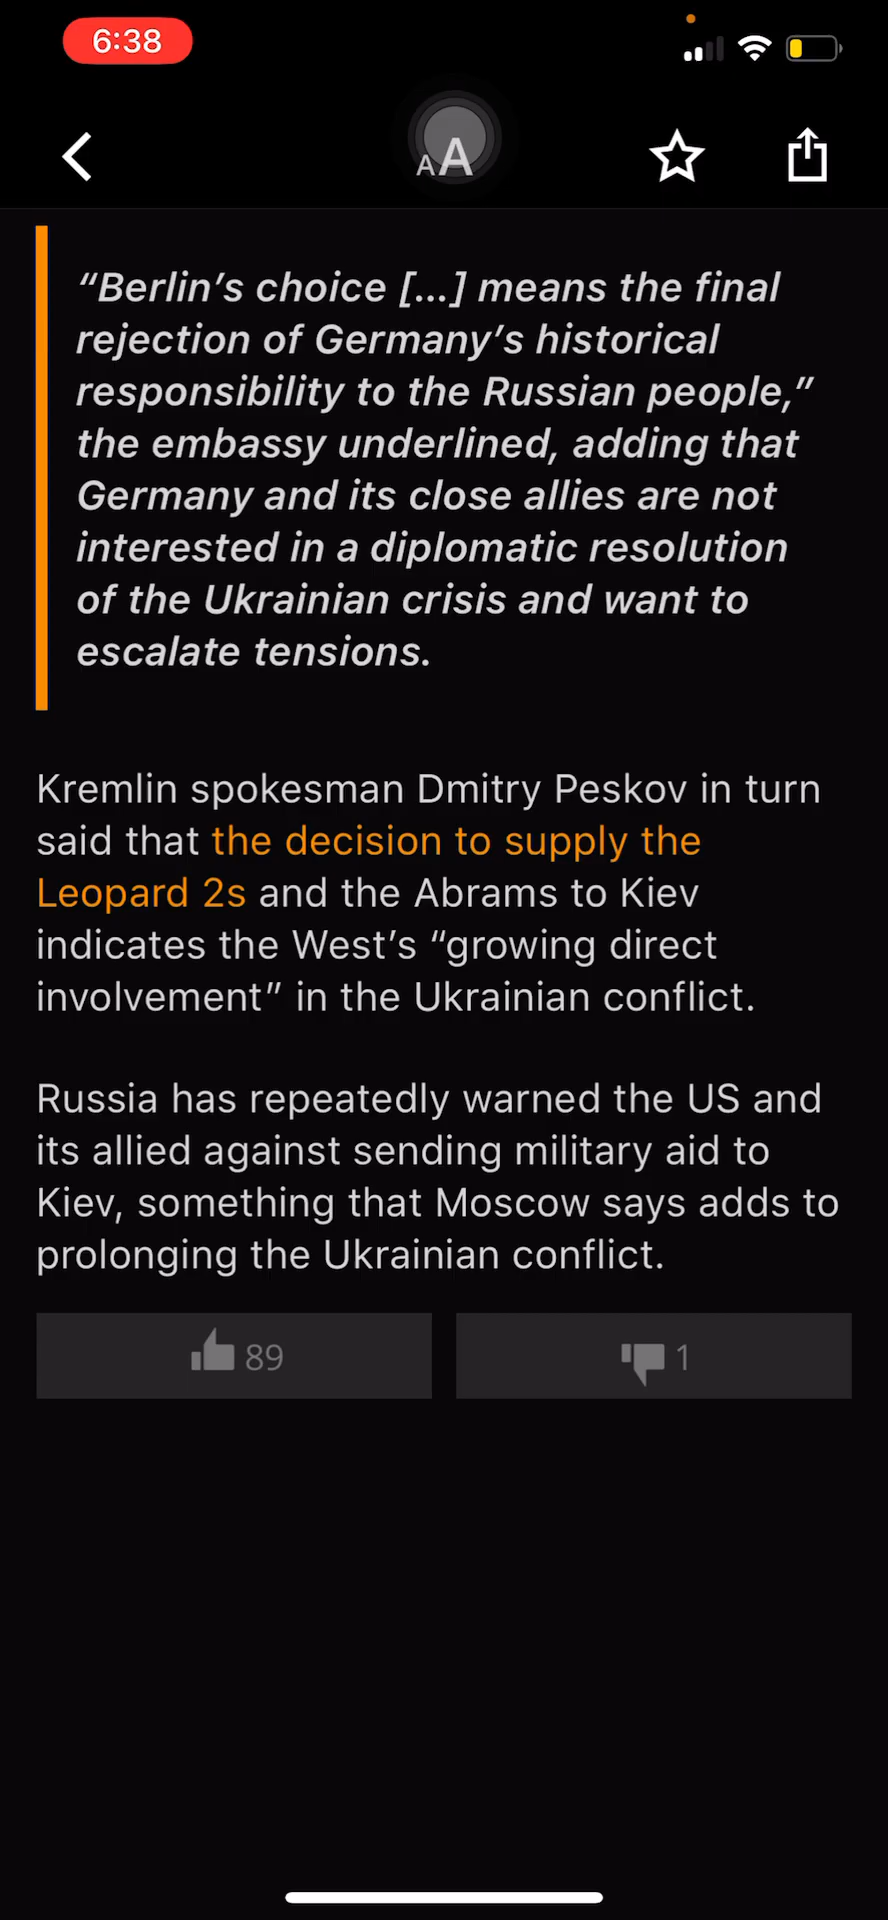 6:38
AA
“Berlin’s choice [...] means the final
rejection of Germany’s historical
responsibility to the Russian people,”
the embassy underlined, adding that
Germany and its close allies are not
interested in a diplomatic resolution
of the Ukrainian crisis and want to
escalate tensions.
Kremlin spokesman Dmitry Peskov in turn
said that the decision to supply the
Leopard 2s and the Abrams to Kiev
indicates the West’s “growing direct
involvement” in the Ukrainian conflict.
Russia has repeatedly warned the US and
its allied against sending military aid to
Kiev, something that Moscow says adds to
prolonging the Ukrainian conflict.
89
1